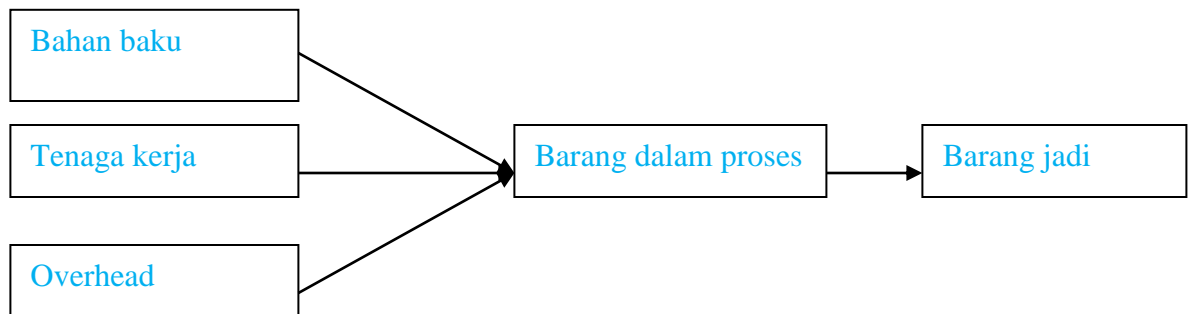 Bahan baku
Tenaga kerja
Overhead
Barang dalam proses
Barang jadi